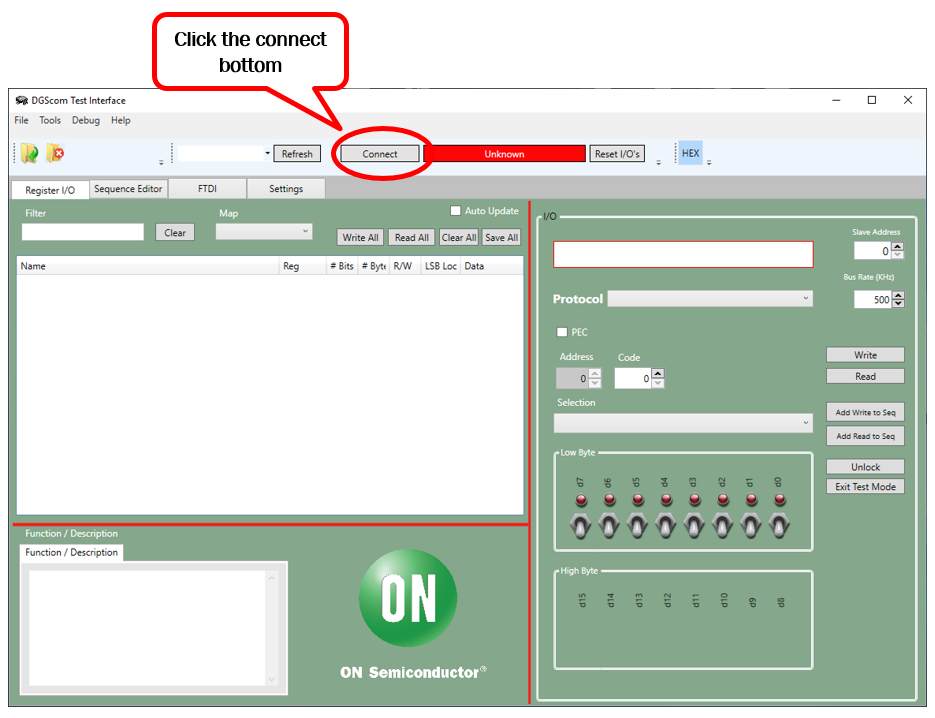 Click the connect
bottom
DGScom Test Interface
File Tools Debug Help
Refresh
Connect
Unknown
Reset I/O's
HEX
Register I/O
Sequence Editor
FTDI
Settings
Filter
Map
Auto Update
Clear
Write All
Read All
Clear All
Save All
Name
Reg
# Bits
# Byte
R/W
LSB Loc
Data
Function / Description
Function / Description
ON
ON Semiconductor®
I/O
Slave Address
0
Bus Rate (KHz)
500
Protocol
PEC
Address
Code
0
0
Selection
Write
Read
Add Write to Seq
Add Read to Seq
Unlock
Exit Test Mode
Low Byte
d7 d6 d5 d4 d3 d2 d1 d0
High Byte
d15 d14 d13 d12 d11 d10 d9 d8